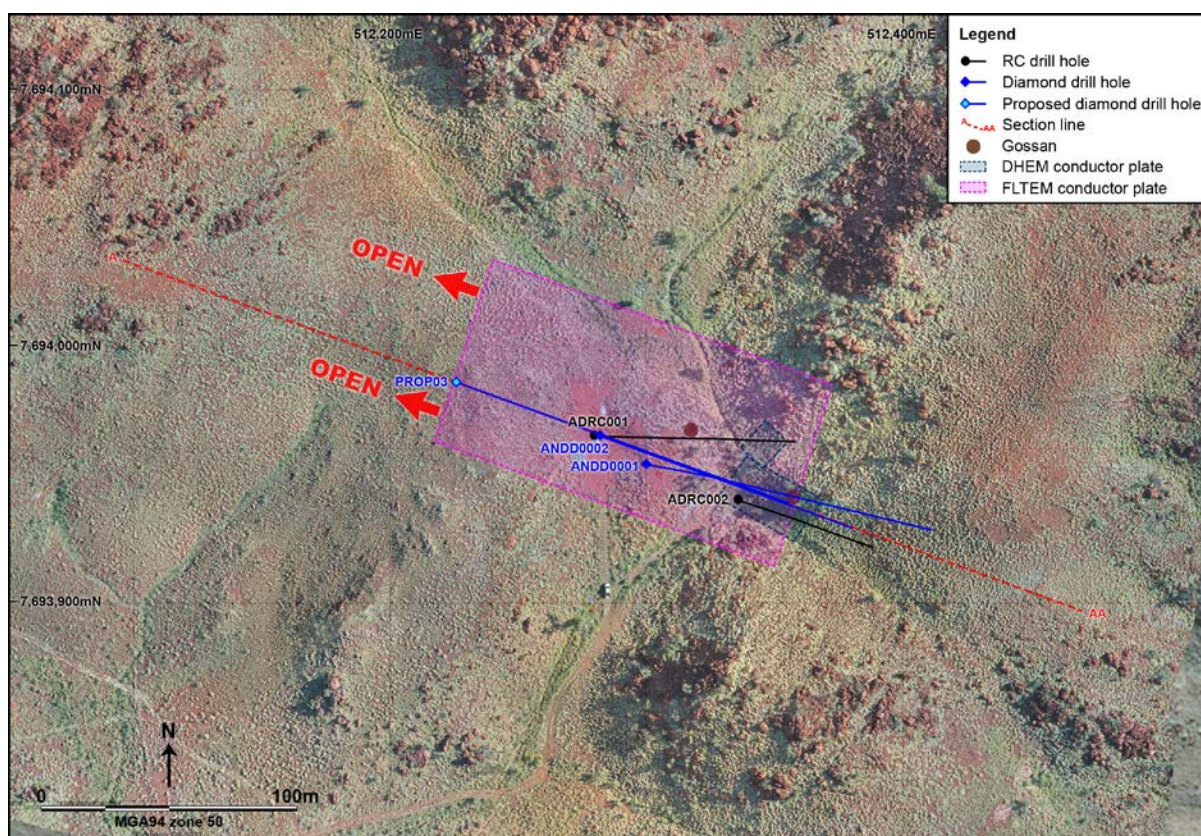 512,200mE
512,400mE
7,694,100mN
Legend
RC drill hole
Diamond drill hole
Proposed diamond drill hole
A AA Section line
Gossan
DHEM conductor plate
FLTEM conductor plate
A
OPEN
7,694,000mN
OPEN
PROP03
ADRC001
ANDD0002
ANDD0001
ADRC002
7,693,900mN
AA
N
0 100m
MGA94 zone 50